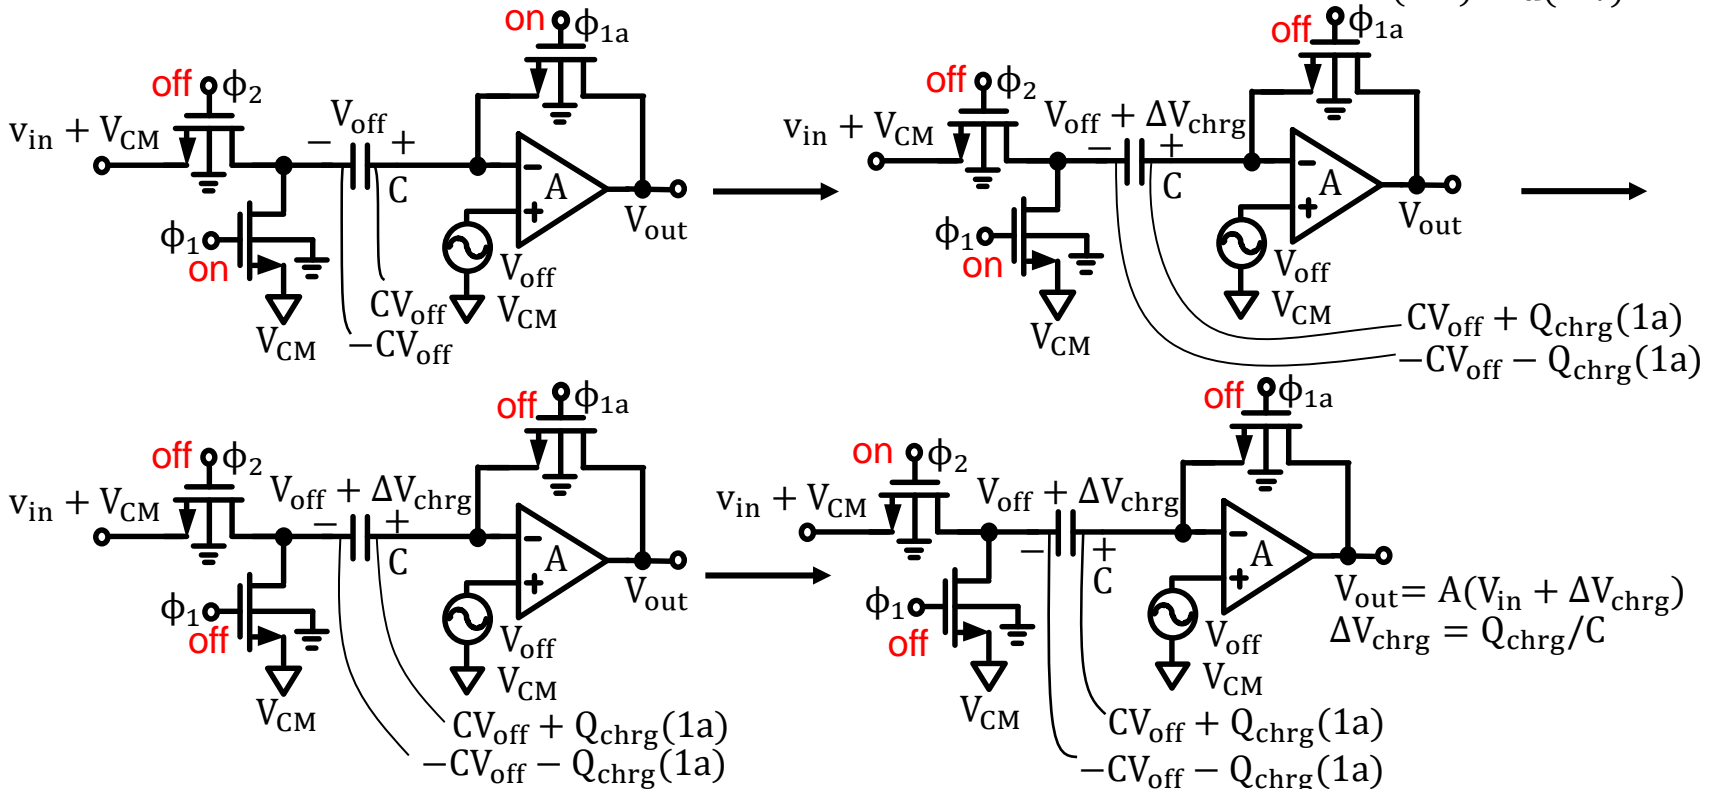 on ϕ1a
off ϕ2
vin + VCM
Voff
− +
C
− A
+
Vout
ϕ1
on
Voff
VCM
VCM
CVoff
−CVoff
off ϕ1a
off ϕ2
vin + VCM
Voff + ΔVchrg
− +
C
− A
+
Vout
ϕ1
on
Voff
VCM
VCM
CVoff + Qchrg(1a)
−CVoff − Qchrg(1a)
off ϕ1a
off ϕ2
vin + VCM
Voff + ΔVchrg
− +
C
− A
+
Vout
ϕ1
off
Voff
VCM
VCM
CVoff + Qchrg(1a)
−CVoff − Qchrg(1a)
off ϕ1a
on ϕ2
vin + VCM
Voff + ΔVchrg
− +
C
− A
+
Vout= A(Vin + ΔVchrg)
ΔVchrg = Qchrg/C
ϕ1
off
Voff
VCM
VCM
CVoff + Qchrg(1a)
−CVoff − Qchrg(1a)